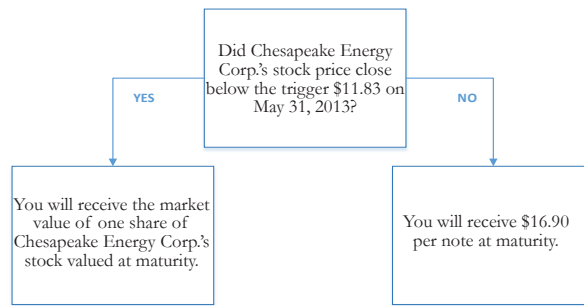 Did Chesapeake Energy
Corp.'s stock price close
below the trigger $11.83 on
May 31, 2013?
YES
NO
You will receive the market
value of one share of
Chesapeake Energy Corp.'s
stock valued at maturity.
You will receive $16.90
per note at maturity.